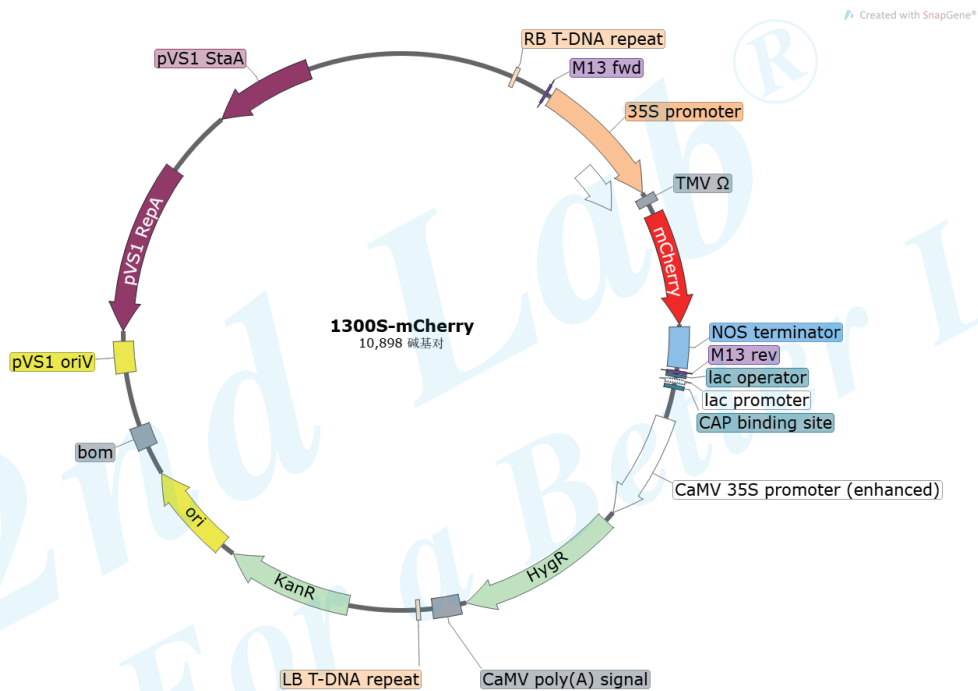 Created with SnapGene®
RB T-DNA repeat
pVS1 StaA
M13 fwd
35S promoter
TMV Ω
mCherry
pVS1 RepA
1300S-mCherry
10,898 碱基对
NOS terminator
M13 rev
pVS1 oriV
lac operator
lac promoter
CAP binding site
bom
CaMV 35S promoter (enhanced)
ori
HygR
KanR
LB T-DNA repeat
CaMV poly(A) signal
2nd Lab®
For a Better L